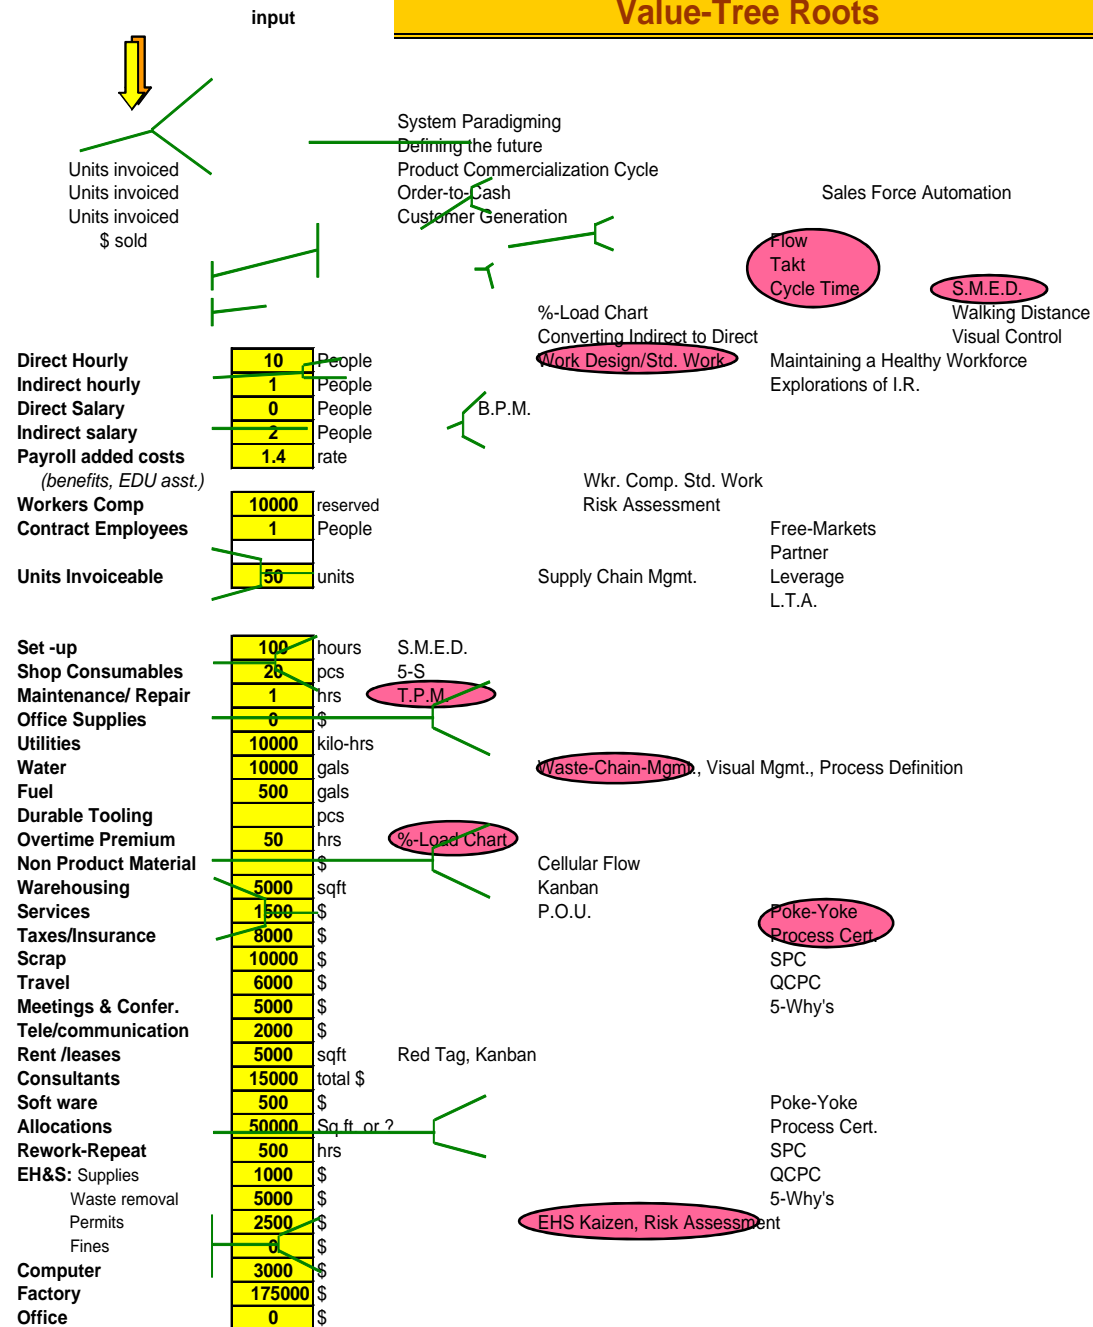 Value-Tree Roots
input
System Paradigming
Defining the future
Units invoiced Product Commercialization Cycle
Units invoiced Order-to-Cash Sales Force Automation
Units invoiced Customer Generation
$ sold Flow
Takt
Cycle Time S.M.E.D.
%-Load Chart Walking Distance
Converting Indirect to Direct Visual Control
Direct Hourly 10 People Work Design/Std. Work Maintaining a Healthy Workforce
Indirect hourly 1 People Explorations of I.R.
Direct Salary 0 People B.P.M.
Indirect salary 2 People
Payroll added costs 1.4 rate
(benefits, EDU asst.) Wkr. Comp. Std. Work
Workers Comp 10000 reserved Risk Assessment
Contract Employees 1 People Free-Markets
Partner
Units Invoiceable 50 units Supply Chain Mgmt. Leverage
L.T.A.
Set -up 100 hours S.M.E.D.
Shop Consumables 20 pcs 5-S
Maintenance/ Repair 1 hrs T.P.M.
Office Supplies 0 $
Utilities 10000 kilo-hrs
Water 10000 gals Waste-Chain-Mgmt., Visual Mgmt., Process Definition
Fuel 500 gals
Durable Tooling pcs
Overtime Premium 50 hrs %-Load Chart
Non Product Material $ Cellular Flow
Warehousing 5000 sqft Kanban
Services 1500 $ P.O.U. Poke-Yoke
Taxes/Insurance 8000 $ Process Cert.
Scrap 10000 $ SPC
Travel 6000 $ QCPC
Meetings & Confer. 5000 $ 5-Why's
Tele/communication 2000 $
Rent /leases 5000 sqft Red Tag, Kanban
Consultants 15000 total $
Soft ware 500 $ Poke-Yoke
Allocations 50000 Sq ft. or ? Process Cert.
Rework-Repeat 500 hrs SPC
EH&S: Supplies 1000 $ QCPC
Waste removal 5000 $ 5-Why's
Permits 2500 $ EHS Kaizen, Risk Assessment
Fines 0 $
Computer 3000 $
Factory 175000 $
Office 0 $